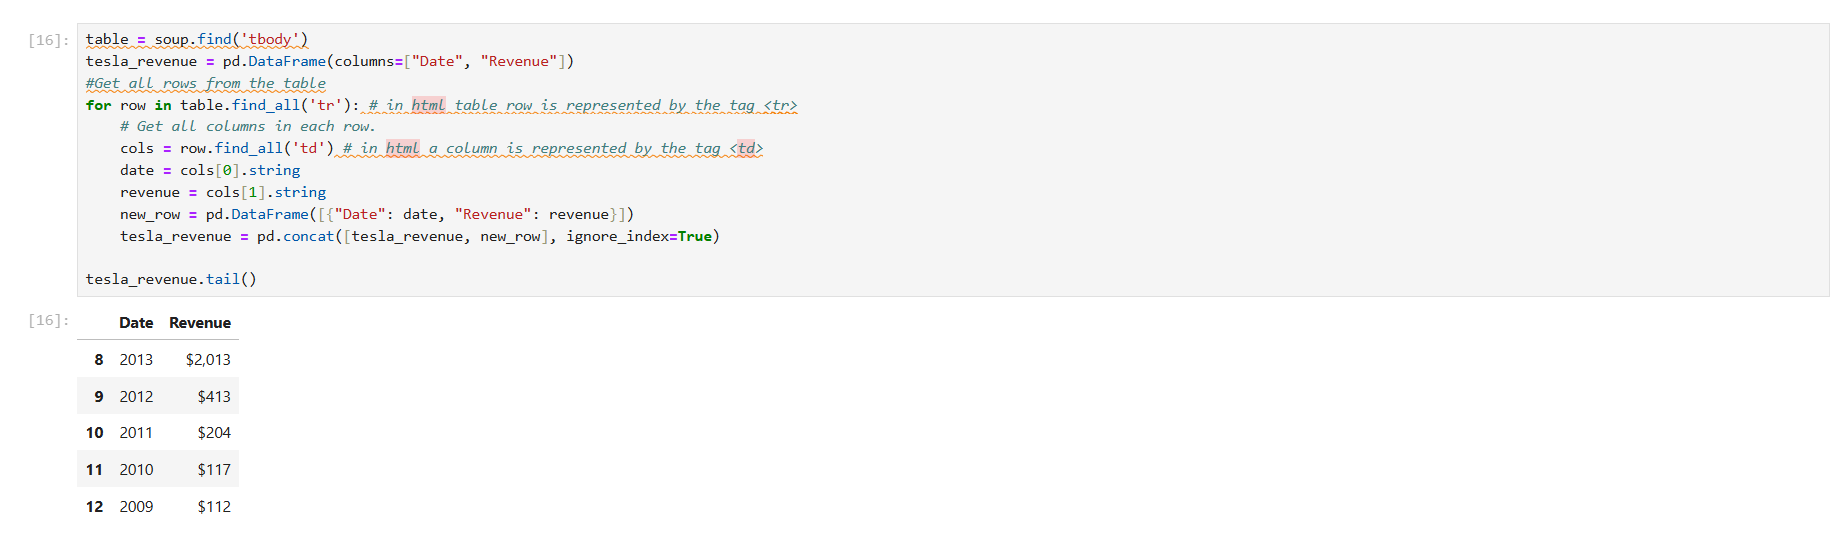 [16]: table = soup.find('tbody')
tesla_revenue = pd.DataFrame(columns=["Date", "Revenue"])
#Get all rows from the table
for row in table.find_all('tr'): # in html table row is represented by the tag <tr>
    # Get all columns in each row.
    cols = row.find_all('td') # in html a column is represented by the tag <td>
    date = cols[0].string
    revenue = cols[1].string
    new_row = pd.DataFrame([{"Date": date, "Revenue": revenue}])
    tesla_revenue = pd.concat([tesla_revenue, new_row], ignore_index=True)
tesla_revenue.tail()
[16]: Date Revenue
8 2013 $2,013
9 2012 $413
10 2011 $204
11 2010 $117
12 2009 $112